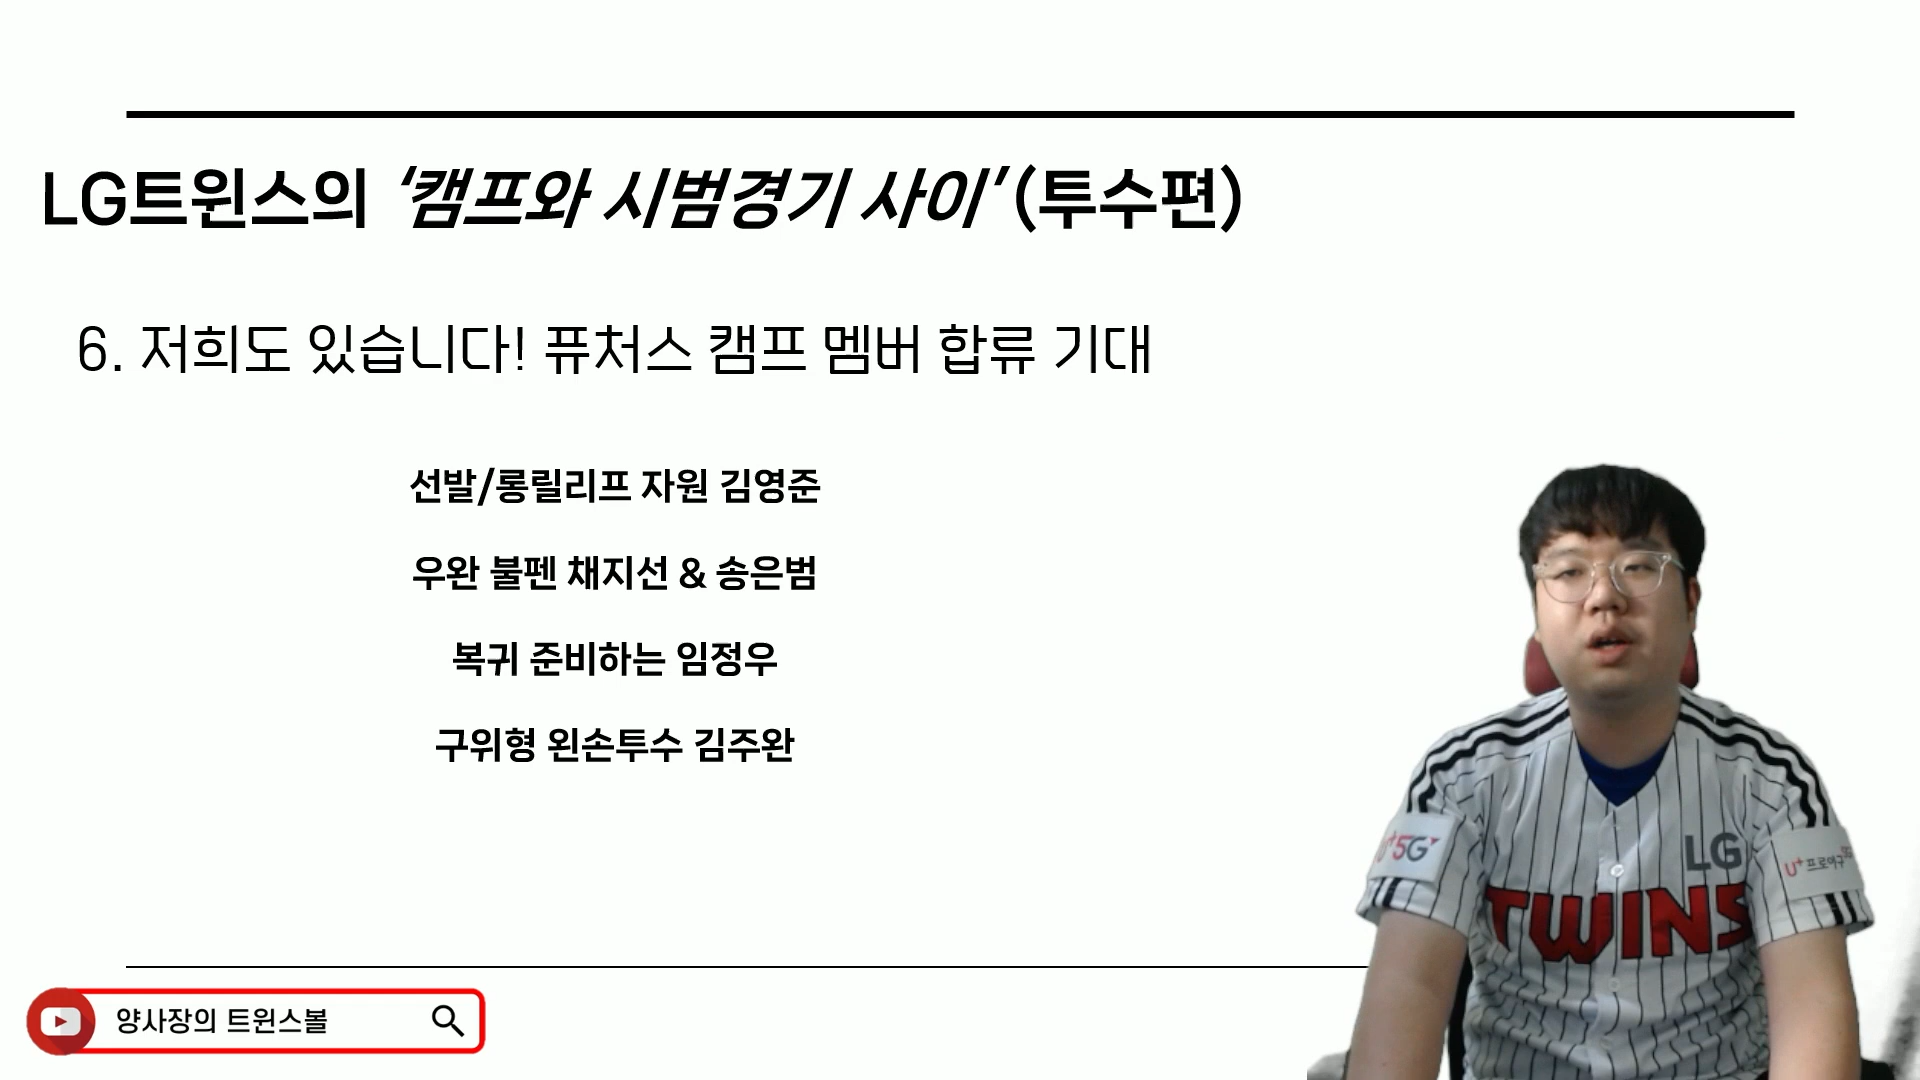 LG트윈스의 ‘캠프와 시범경기 사이’(투수편)
6. 저희도 있습니다! 퓨처스 캠프 멤버 합류 기대
선발/롱릴리프 자원 김영준
우완 불펜 채지선 & 송은범
복귀 준비하는 임정우
구위형 왼손투수 김주완
U+5G
LG
U+프로야구
TWINS
양사장의 트윈스볼